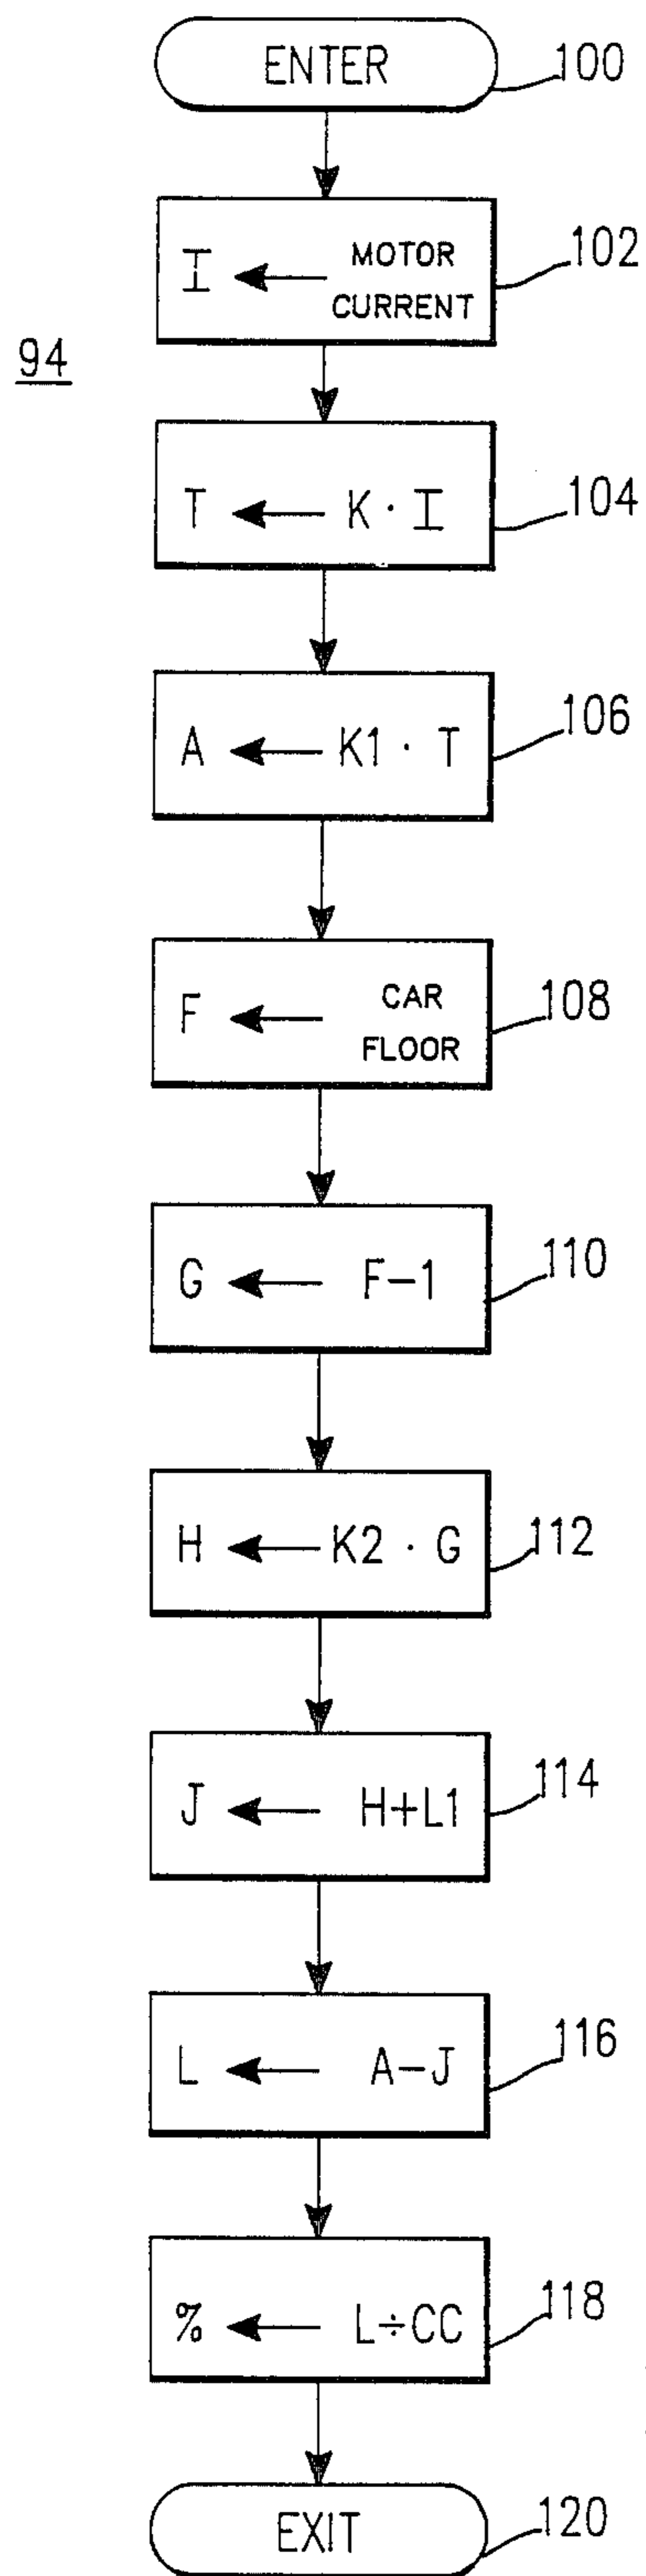 ENTER 100
I ← MOTOR CURRENT 102
94
T ← K · I 104
A ← K1 · T 106
F ← CAR FLOOR 108
G ← F-1 110
H ← K2 · G 112
J ← H+L1 114
L ← A-J 116
% ← L÷CC 118
EXIT 120